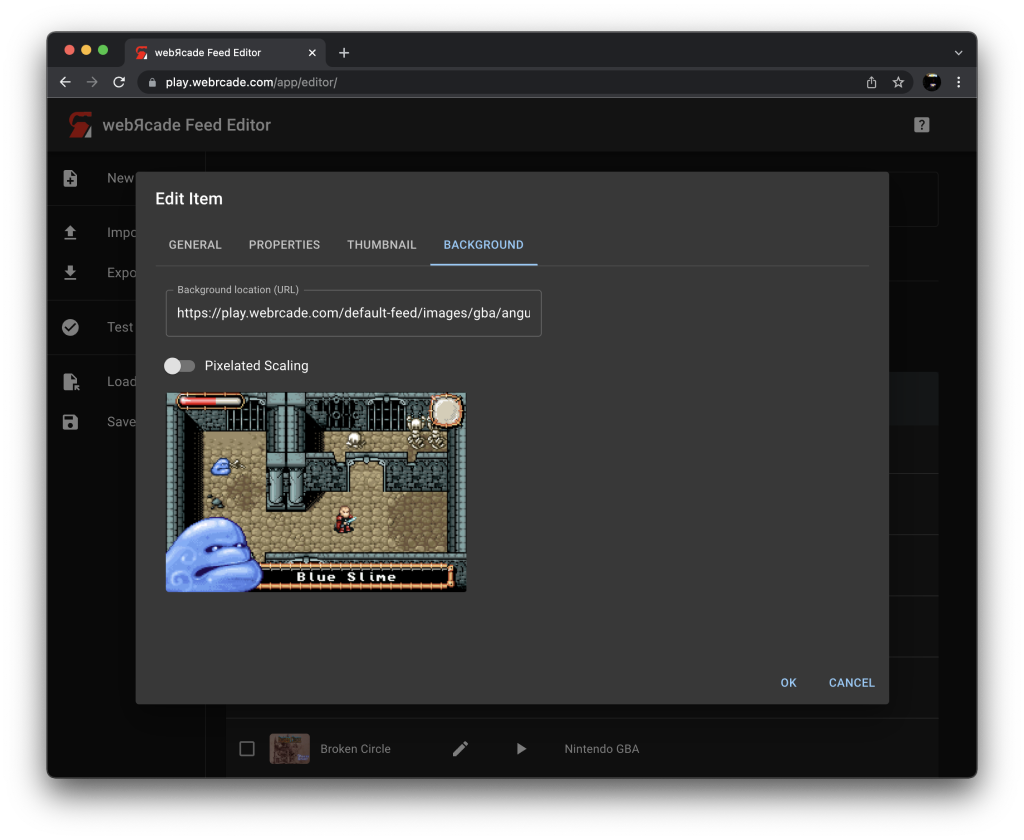 webЯcade Feed Editor
play.webrcade.com/app/editor/
webЯcade Feed Editor
New
Impo
Expo
Test
Load
Save
Edit Item
GENERAL PROPERTIES THUMBNAIL BACKGROUND
Background location (URL)
https://play.webrcade.com/default-feed/images/gba/angu
Pixelated Scaling
Blue Slime
OK CANCEL
Broken Circle Nintendo GBA